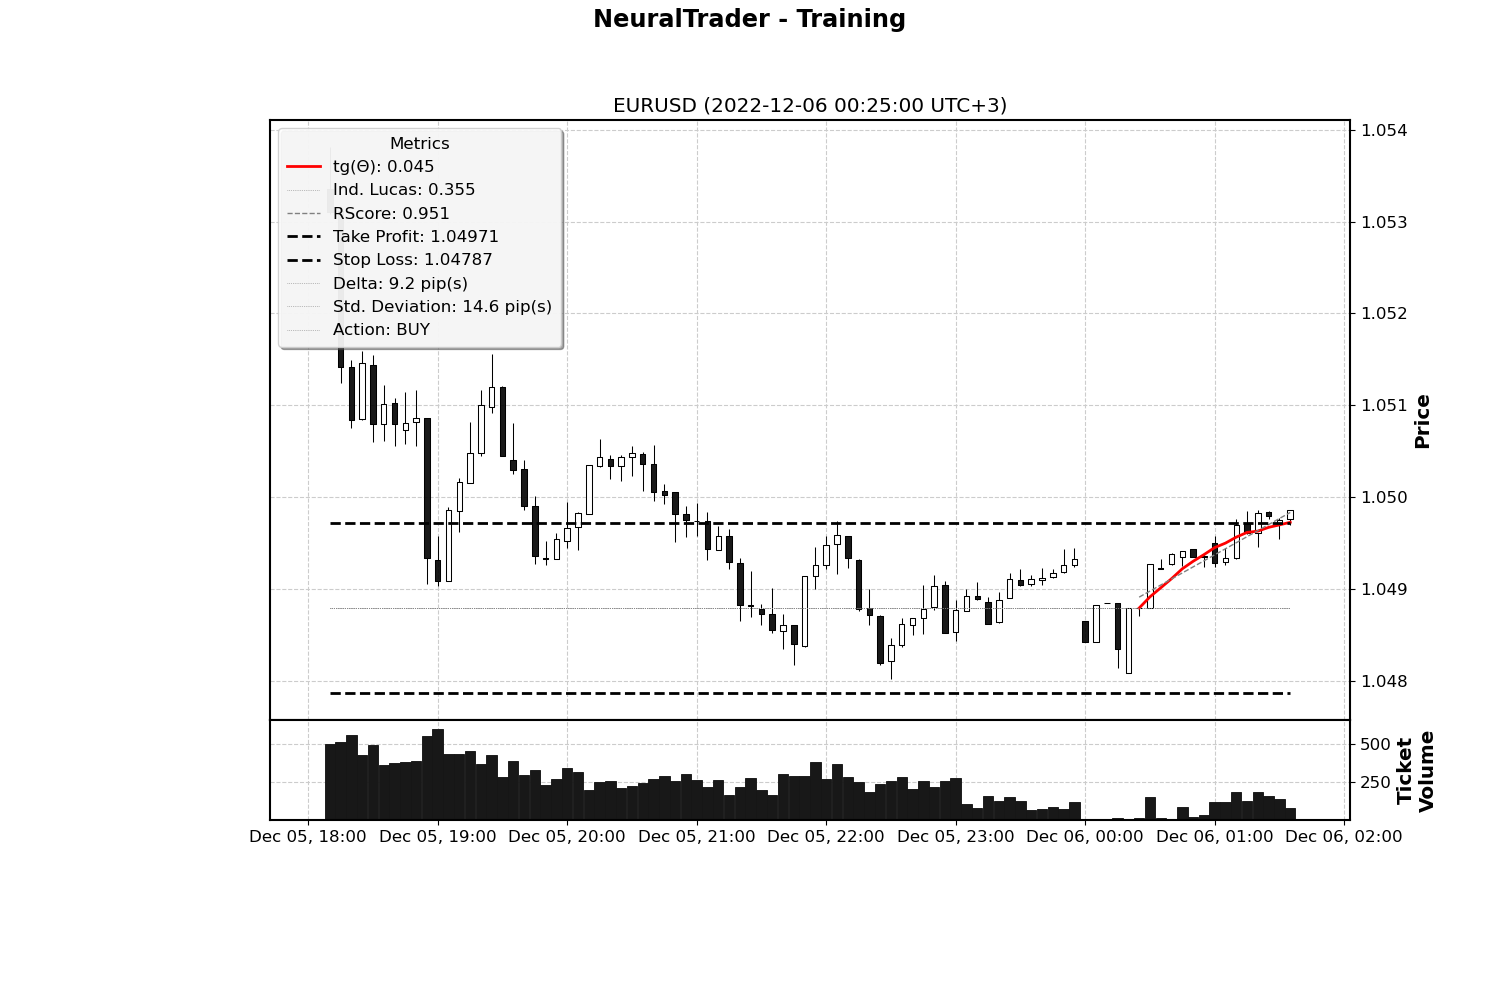 NeuralTrader - Training
EURUSD (2022-12-06 00:25:00 UTC+3)
Metrics
tg(Θ): 0.045
Ind. Lucas: 0.355
RScore: 0.951
Take Profit: 1.04971
Stop Loss: 1.04787
Delta: 9.2 pip(s)
Std. Deviation: 14.6 pip(s)
Action: BUY
1.054
1.053
1.052
1.051
1.050
1.049
1.048
Price
500
250
Ticket
Volume
Dec 05, 18:00
Dec 05, 19:00
Dec 05, 20:00
Dec 05, 21:00
Dec 05, 22:00
Dec 05, 23:00
Dec 06, 00:00
Dec 06, 01:00
Dec 06, 02:00